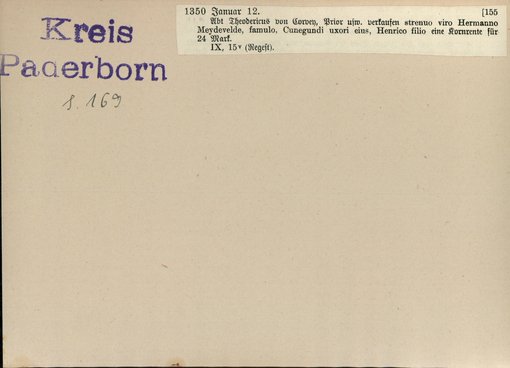 Kreis
Paderborn
S. 169
1350 Januar 12. [155
Abt Theodericus von Corvey, Prior usw. verkaufen strenuo viro Hermanno
Meydevelde, famulo, Cunegundi uxori eius, Henrico filio eine Kornrente für
24 Mark.
IX, 15v (Regest).